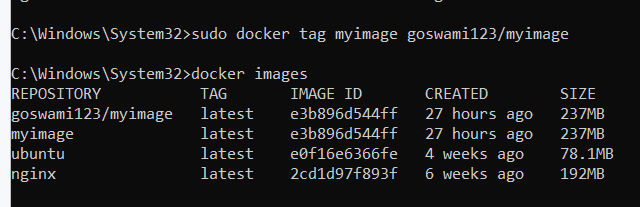 C:\Windows\System32>sudo docker tag myimage goswami123/myimage
C:\Windows\System32>docker images
REPOSITORY TAG IMAGE ID CREATED SIZE
goswami123/myimage latest e3b896d544ff 27 hours ago 237MB
myimage latest e3b896d544ff 27 hours ago 237MB
ubuntu latest e0f16e6366fe 4 weeks ago 78.1MB
nginx latest 2cd1d97f893f 6 weeks ago 192MB